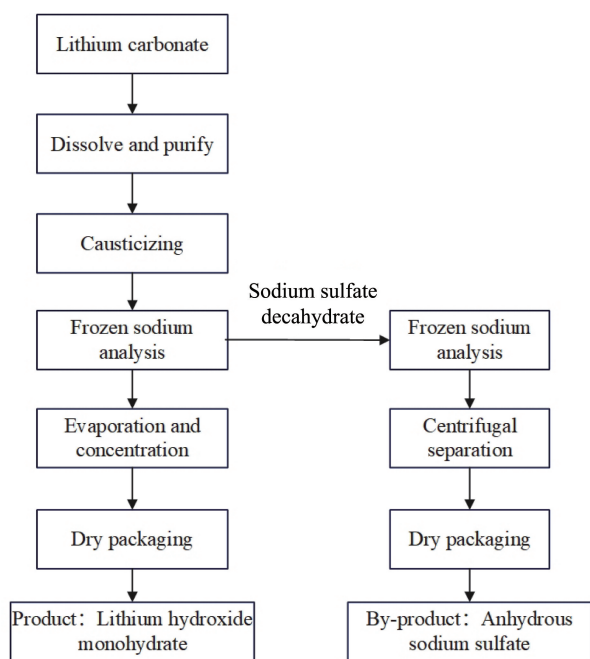 Lithium carbonate
Dissolve and purify
Causticizing
Sodium sulfate
decahydrate
Frozen sodium
analysis
Frozen sodium
analysis
Evaporation and
concentration
Centrifugal
separation
Dry packaging
Dry packaging
Product：Lithium hydroxide
monohydrate
By-product：Anhydrous
sodium sulfate